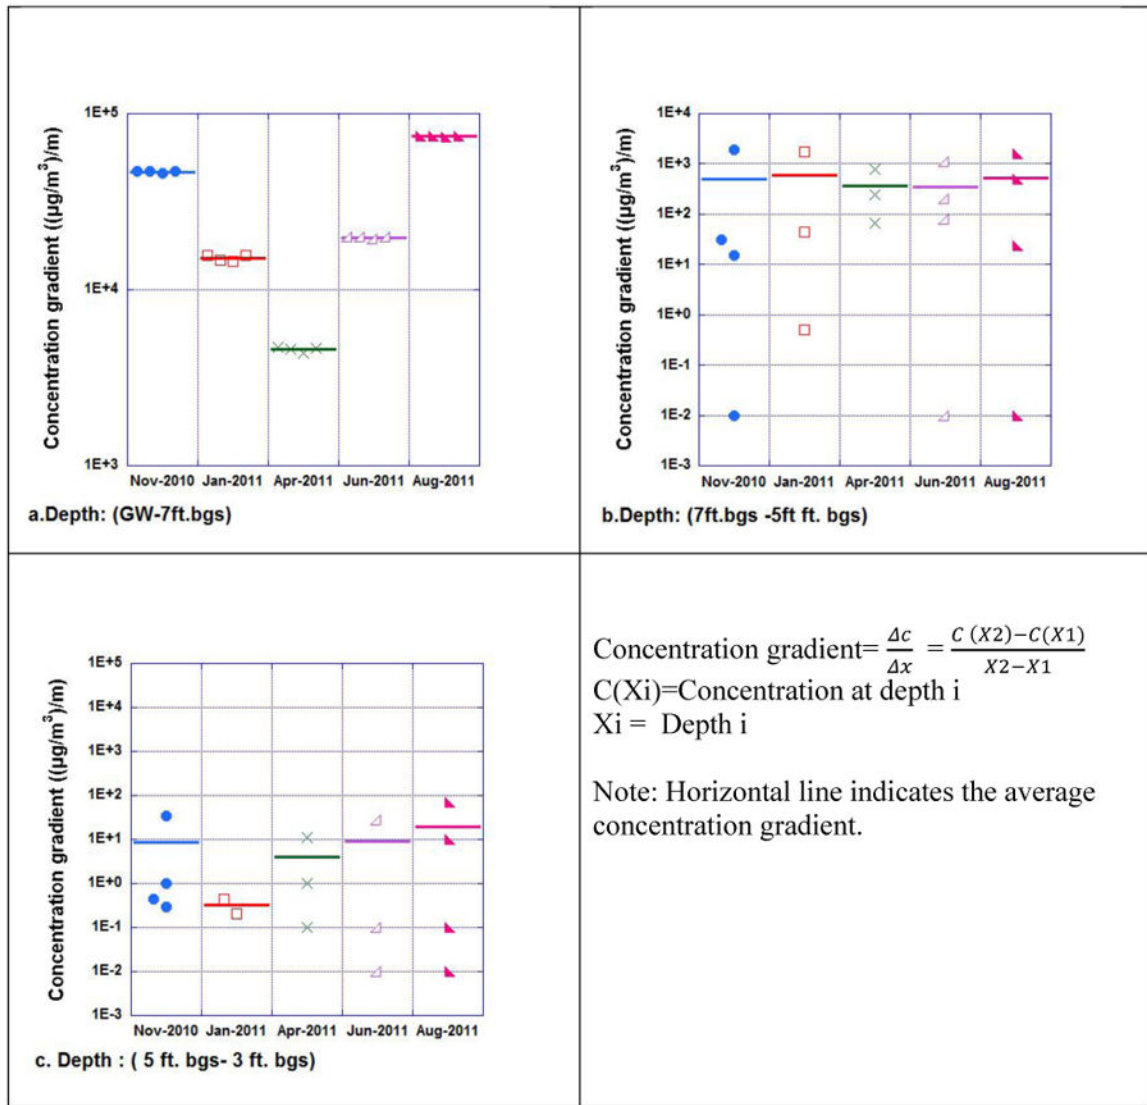 1E+5
1E+4
1E+3
Concentration gradient ((µg/m³)/m)
Nov-2010 Jan-2011 Apr-2011 Jun-2011 Aug-2011
a.Depth: (GW-7ft.bgs)
1E+4
1E+3
1E+2
1E+1
1E+0
1E-1
1E-2
1E-3
Concentration gradient ((µg/m³)/m)
Nov-2010 Jan-2011 Apr-2011 Jun-2011 Aug-2011
b.Depth: (7ft.bgs -5ft ft. bgs)
1E+5
1E+4
1E+3
1E+2
1E+1
1E+0
1E-1
1E-2
1E-3
Concentration gradient ((µg/m³)/m)
Nov-2010 Jan-2011 Apr-2011 Jun-2011 Aug-2011
c. Depth : ( 5 ft. bgs- 3 ft. bgs)
Concentration gradient= Δc/Δx = C (X2)−C(X1)/X2−X1
C(Xi)=Concentration at depth i
Xi = Depth i
Note: Horizontal line indicates the average
concentration gradient.